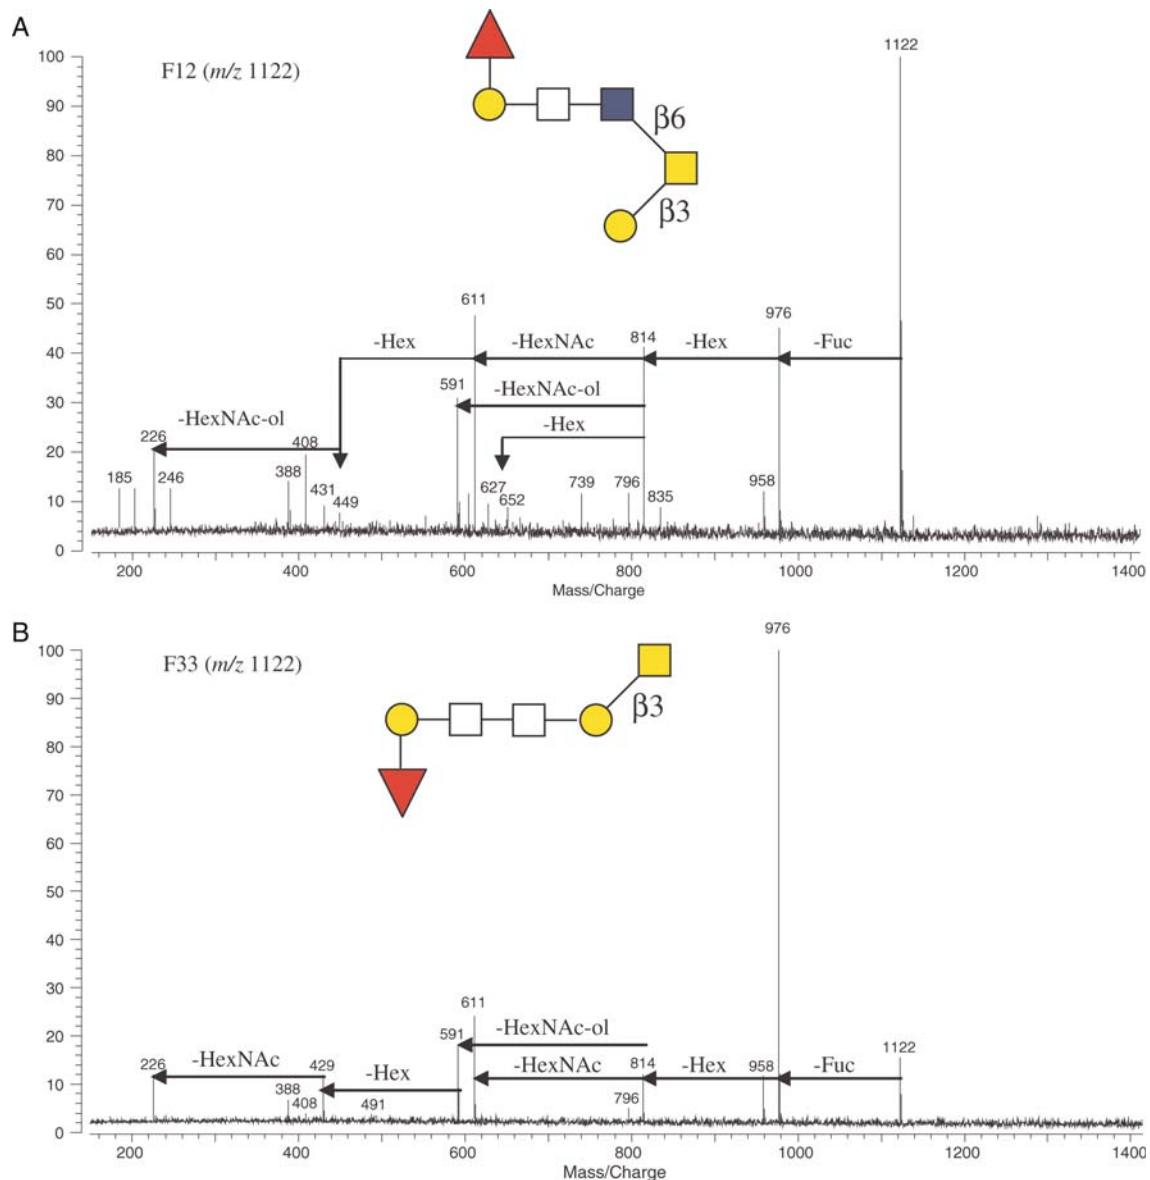 A
F12 (m/z 1122)
β6
β3
1122
976
-Fuc
814
-Hex
611
-HexNAc
-Hex
591
-HexNAc-ol
-Hex
-HexNAc-ol
226
408
185
246
388
431
449
627
652
739
796
835
958
100
90
80
70
60
50
40
30
20
10
0
200 400 600 800 1000 1200 1400
Mass/Charge
B
F33 (m/z 1122)
β3
976
611
591
-HexNAc-ol
226
-HexNAc
429
-Hex
-HexNAc
814
-Hex
958
-Fuc
1122
388
408
491
796
100
90
80
70
60
50
40
30
20
10
0
200 400 600 800 1000 1200 1400
Mass/Charge